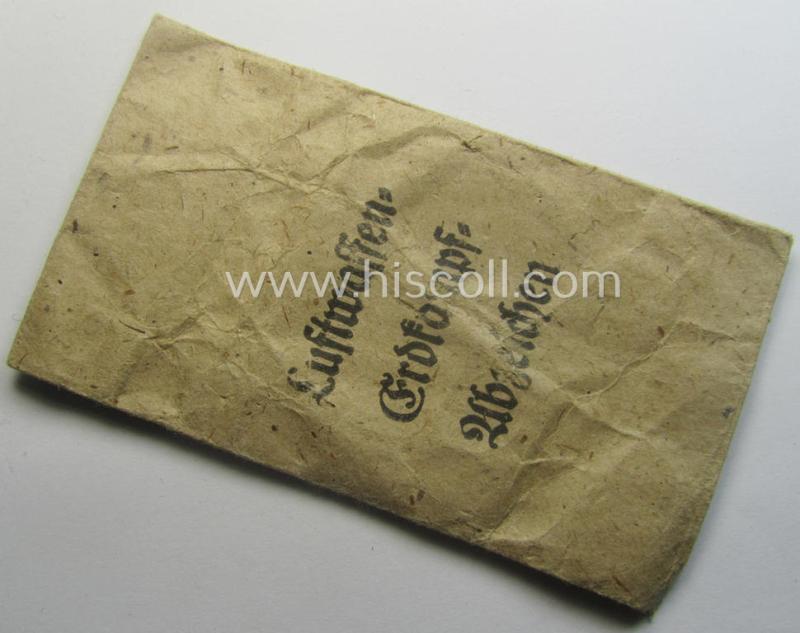 Luftwaffen-
Erdkampf-
Abzeichen
www.hiscoll.com